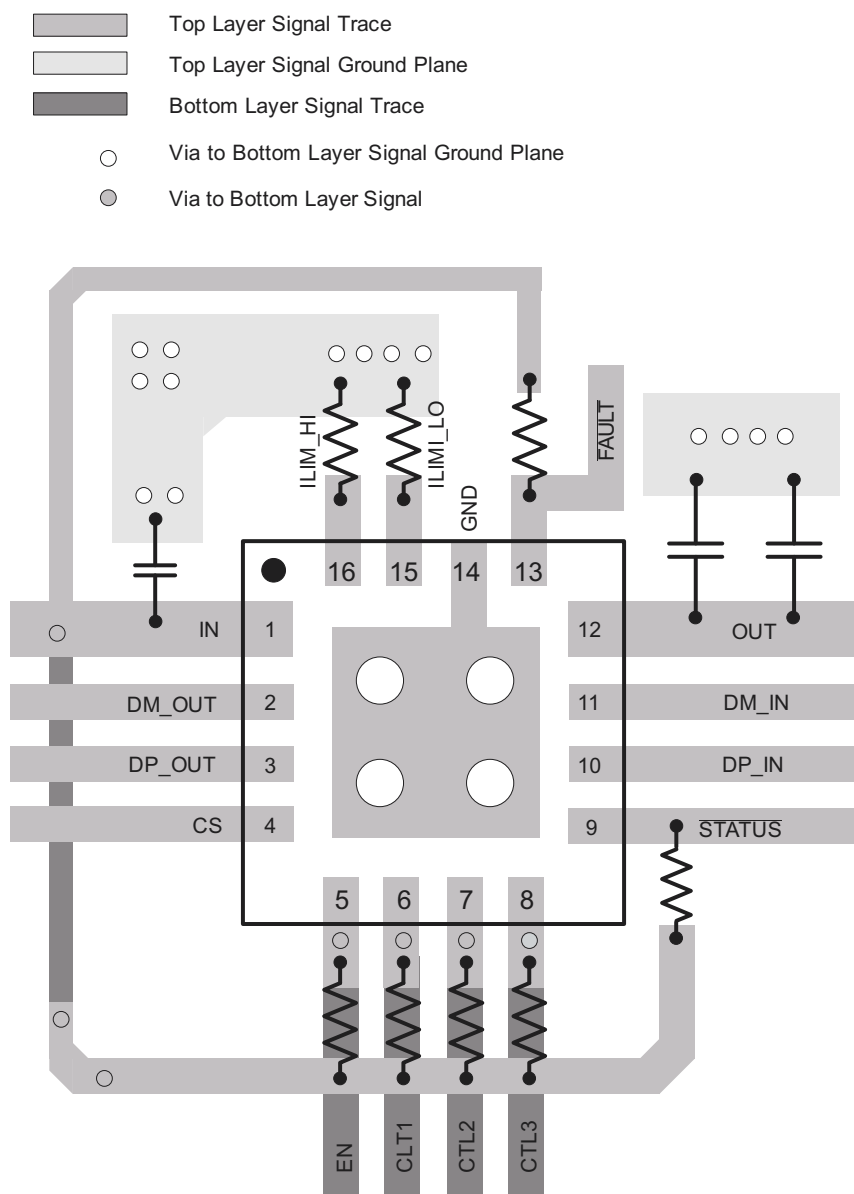 Top Layer Signal Trace
Top Layer Signal Ground Plane
Bottom Layer Signal Trace
Via to Bottom Layer Signal Ground Plane
Via to Bottom Layer Signal
ILIM_HI
ILIMI_LO
GND
FAULT
16
15
14
13
IN
1
12
OUT
DM_OUT
2
11
DM_IN
DP_OUT
3
10
DP_IN
CS
4
9
STATUS
5
6
7
8
EN
CLT1
CTL2
CTL3